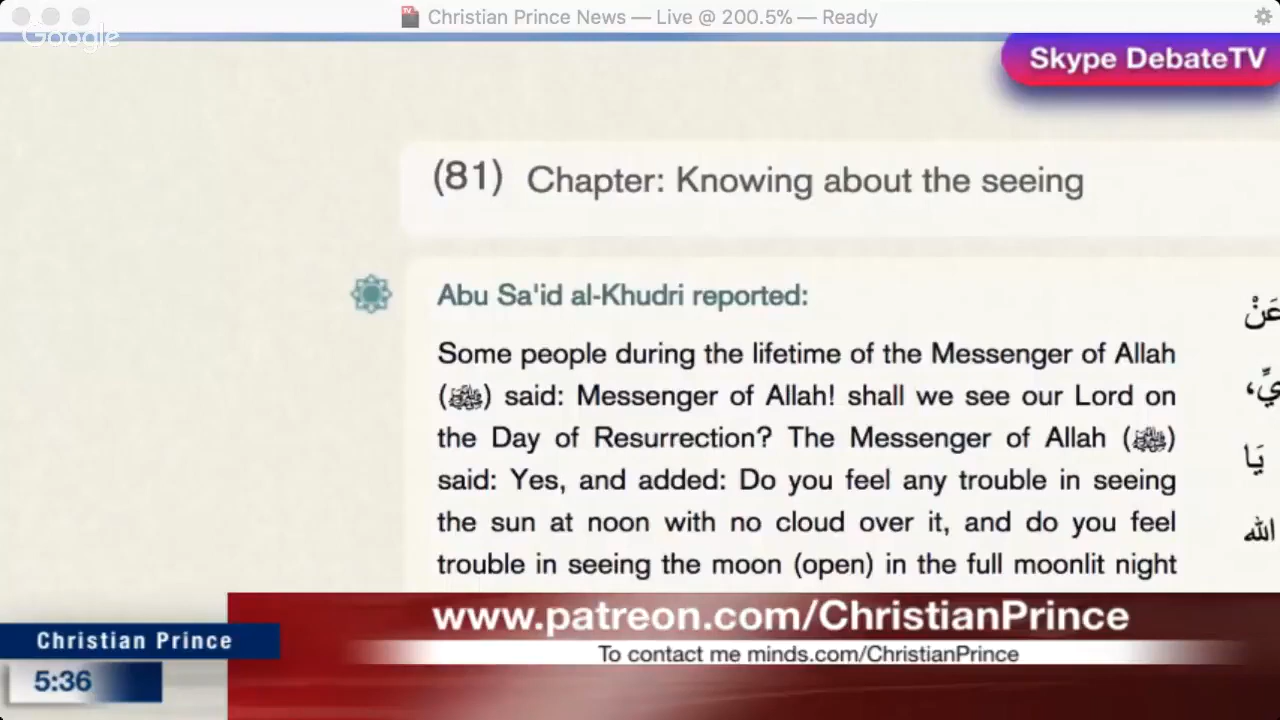 Christian Prince News — Live @ 200.5% — Ready
Google
Skype DebateTV
(81) Chapter: Knowing about the seeing
Abu Sa'id al-Khudri reported:
عَنْ
Some people during the lifetime of the Messenger of Allah
(ﷺ) said: Messenger of Allah! shall we see our Lord on
يِّ،
the Day of Resurrection? The Messenger of Allah (ﷺ)
يَا
said: Yes, and added: Do you feel any trouble in seeing
the sun at noon with no cloud over it, and do you feel
الله
trouble in seeing the moon (open) in the full moonlit night
www.patreon.com/ChristianPrince
Christian Prince
To contact me minds.com/ChristianPrince
5:36